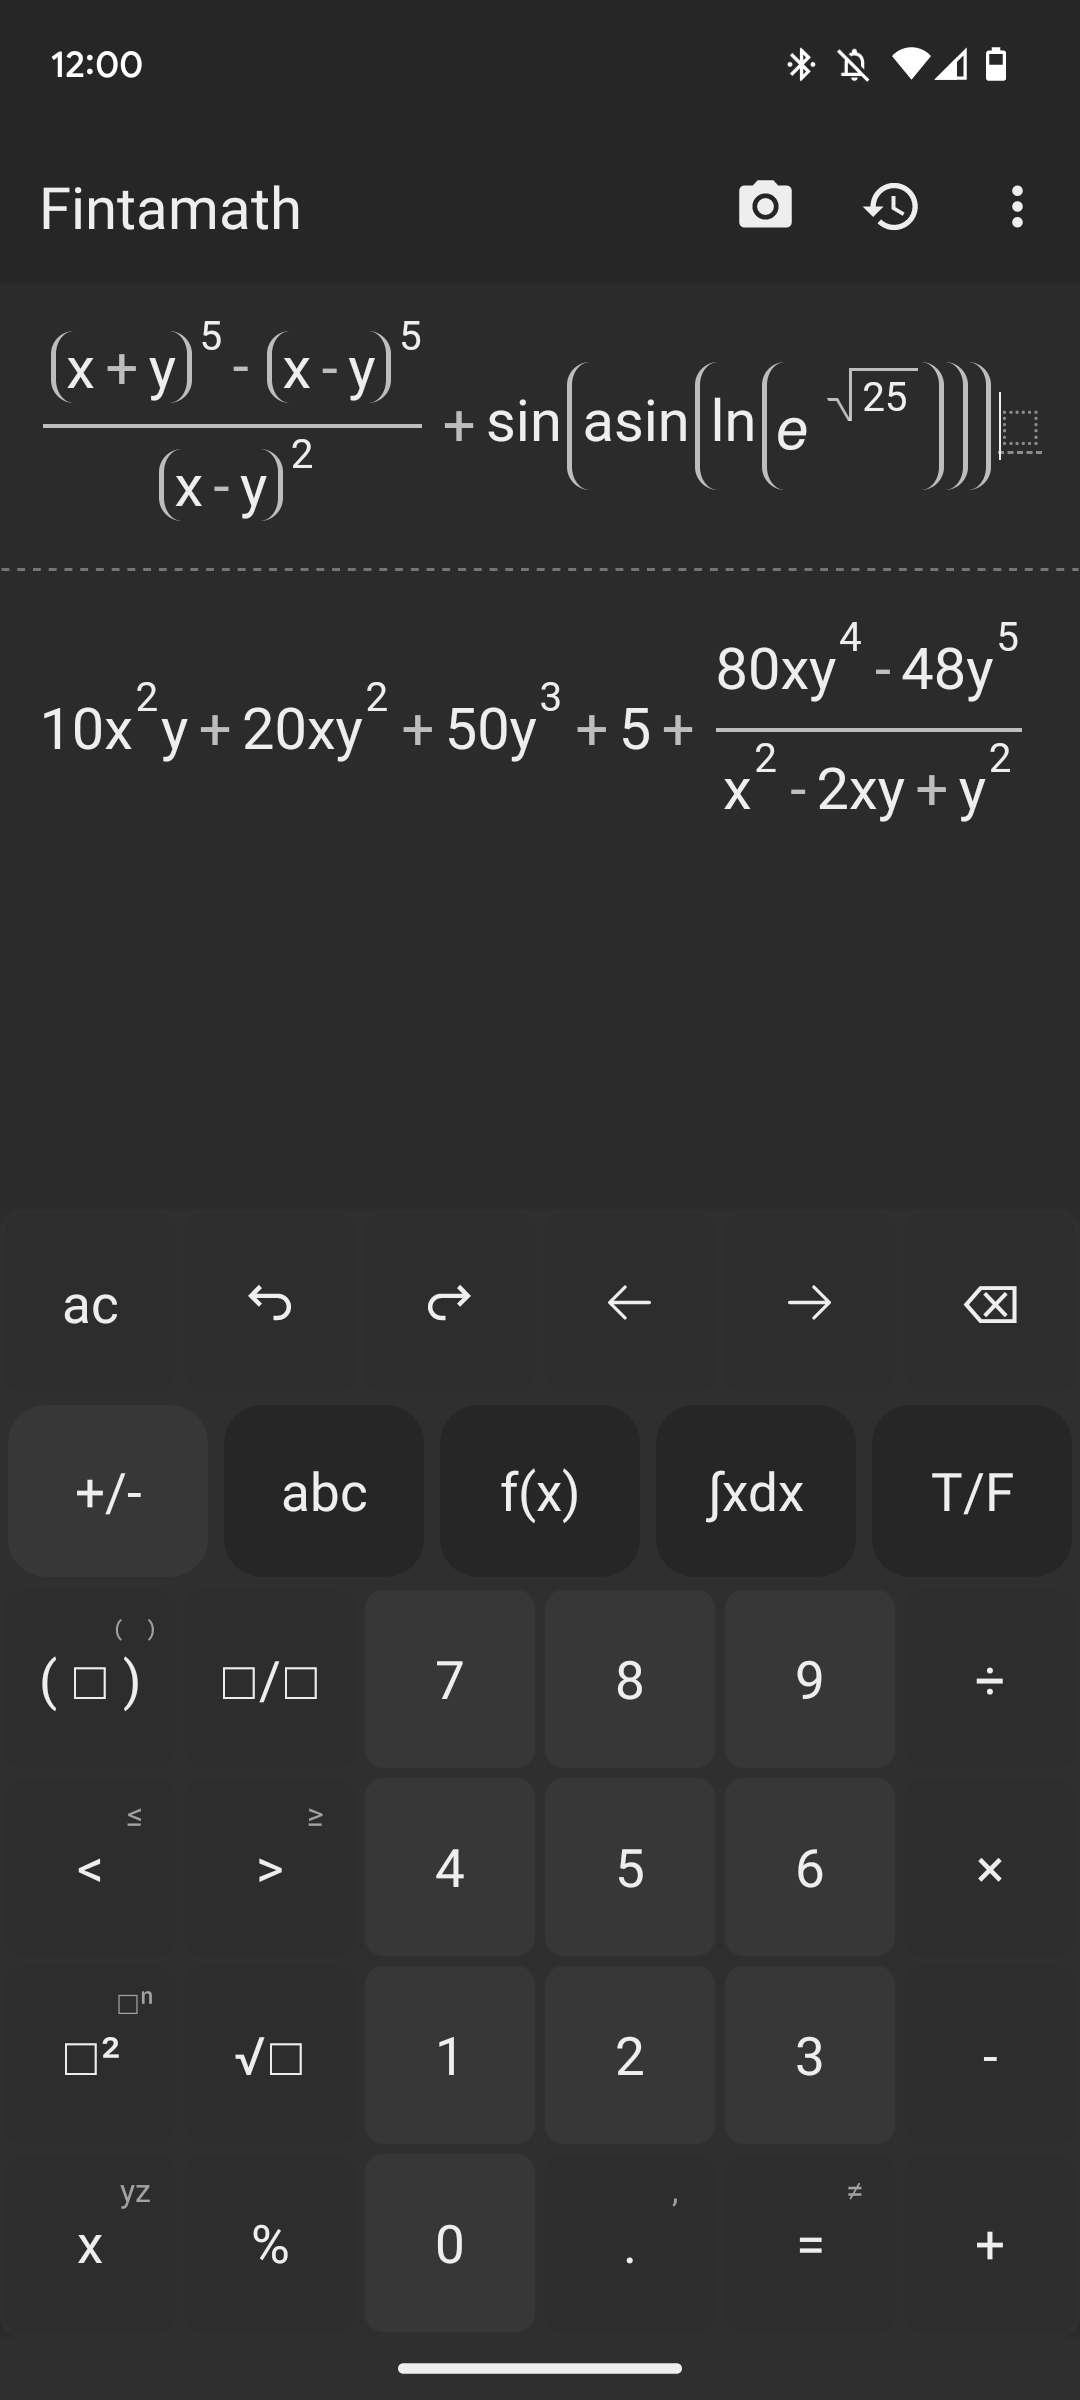 12:00
Fintamath
((x + y)^5 - (x - y)^5) / (x - y)^2 + sin(asin(ln(e^√25)))
10x^2y + 20xy^2 + 50y^3 + 5 + (80xy^4 - 48y^5) / (x^2 - 2xy + y^2)
ac
+/- abc f(x) ∫xdx T/F
( )
( □ ) □/□ 7 8 9 ÷
≤ ≥
< > 4 5 6 ×
□ⁿ
□² √□ 1 2 3 -
yz , ≠
x % 0 . = +